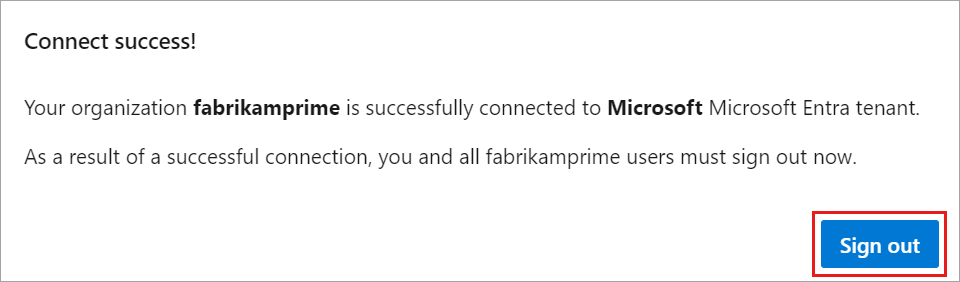 Connect success!
Your organization fabrikamprime is successfully connected to Microsoft Microsoft Entra tenant.
As a result of a successful connection, you and all fabrikamprime users must sign out now.
Sign out